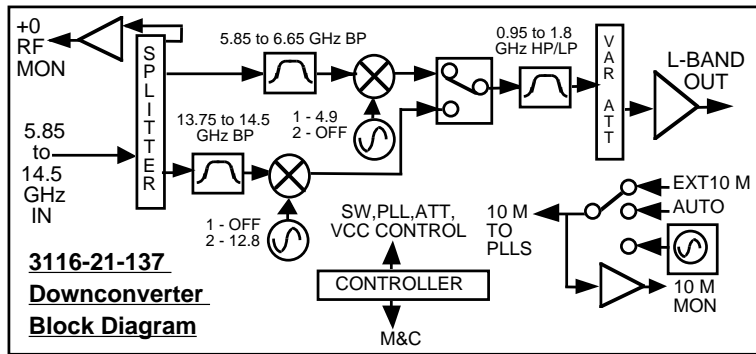 +0
RF
MON
SPLITTER
5.85 to 6.65 GHz BP
0.95 to 1.8
GHz HP/LP
VAR ATT
L-BAND
OUT
1 - 4.9
2 - OFF
13.75 to 14.5
GHz BP
5.85
to
14.5
GHz
IN
1 - OFF
2 - 12.8
SW,PLL,ATT,
VCC CONTROL
10 M
TO
PLLS
EXT10 M
AUTO
10 M
MON
CONTROLLER
M&C
3116-21-137
Downconverter
Block Diagram